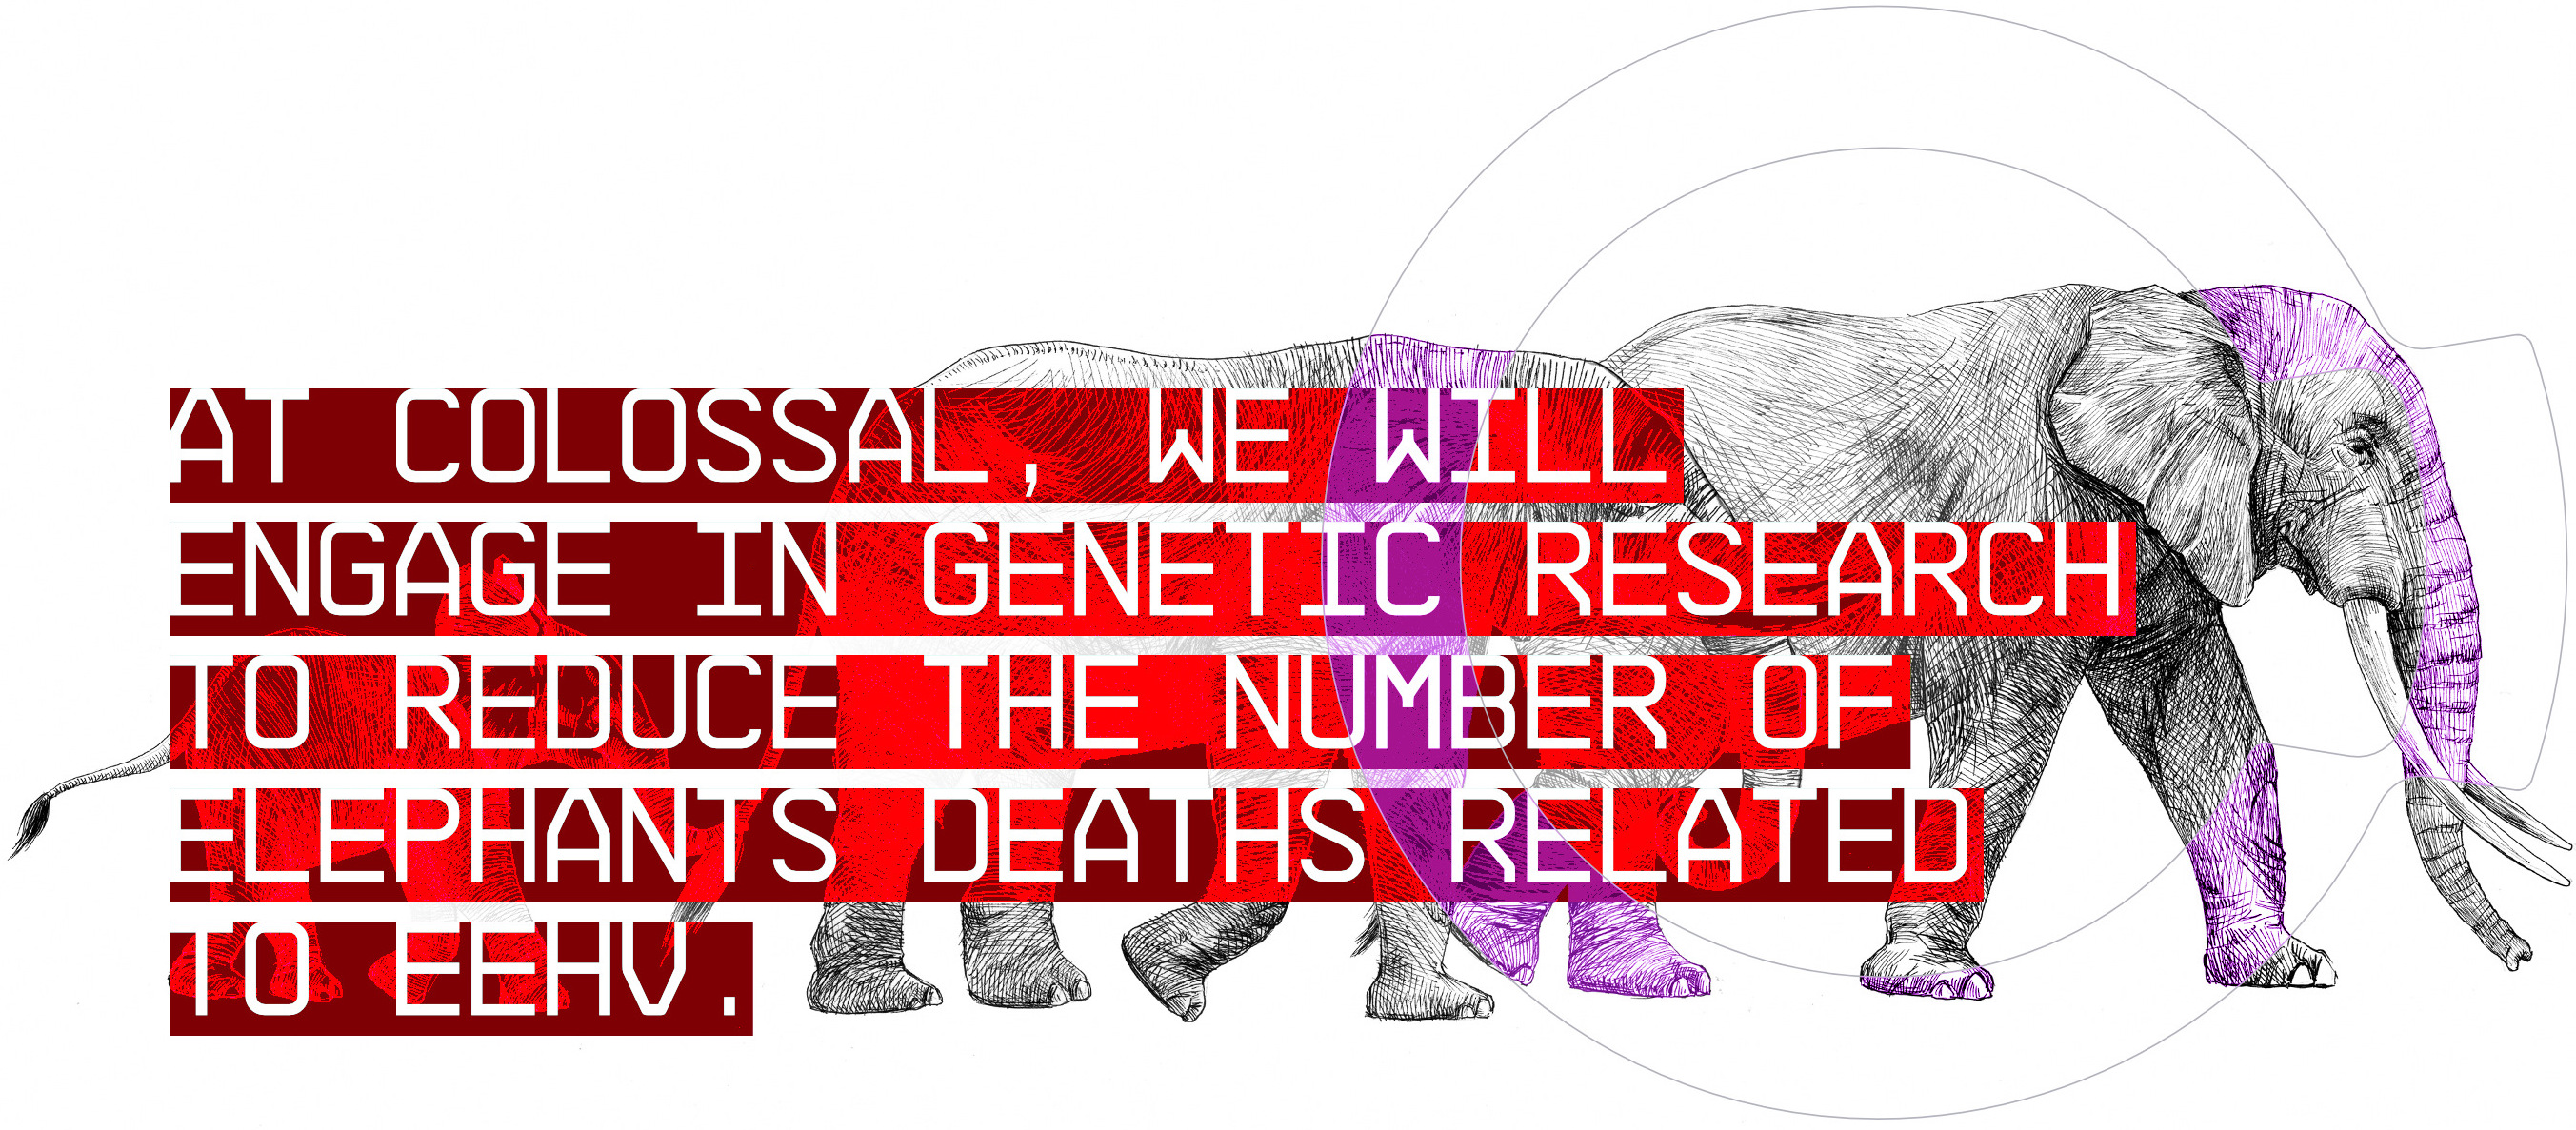 AT COLOSSAL, WE WILL
ENGAGE IN GENETIC RESEARCH
TO REDUCE THE NUMBER OF
ELEPHANTS DEATHS RELATED
TO EEHV.